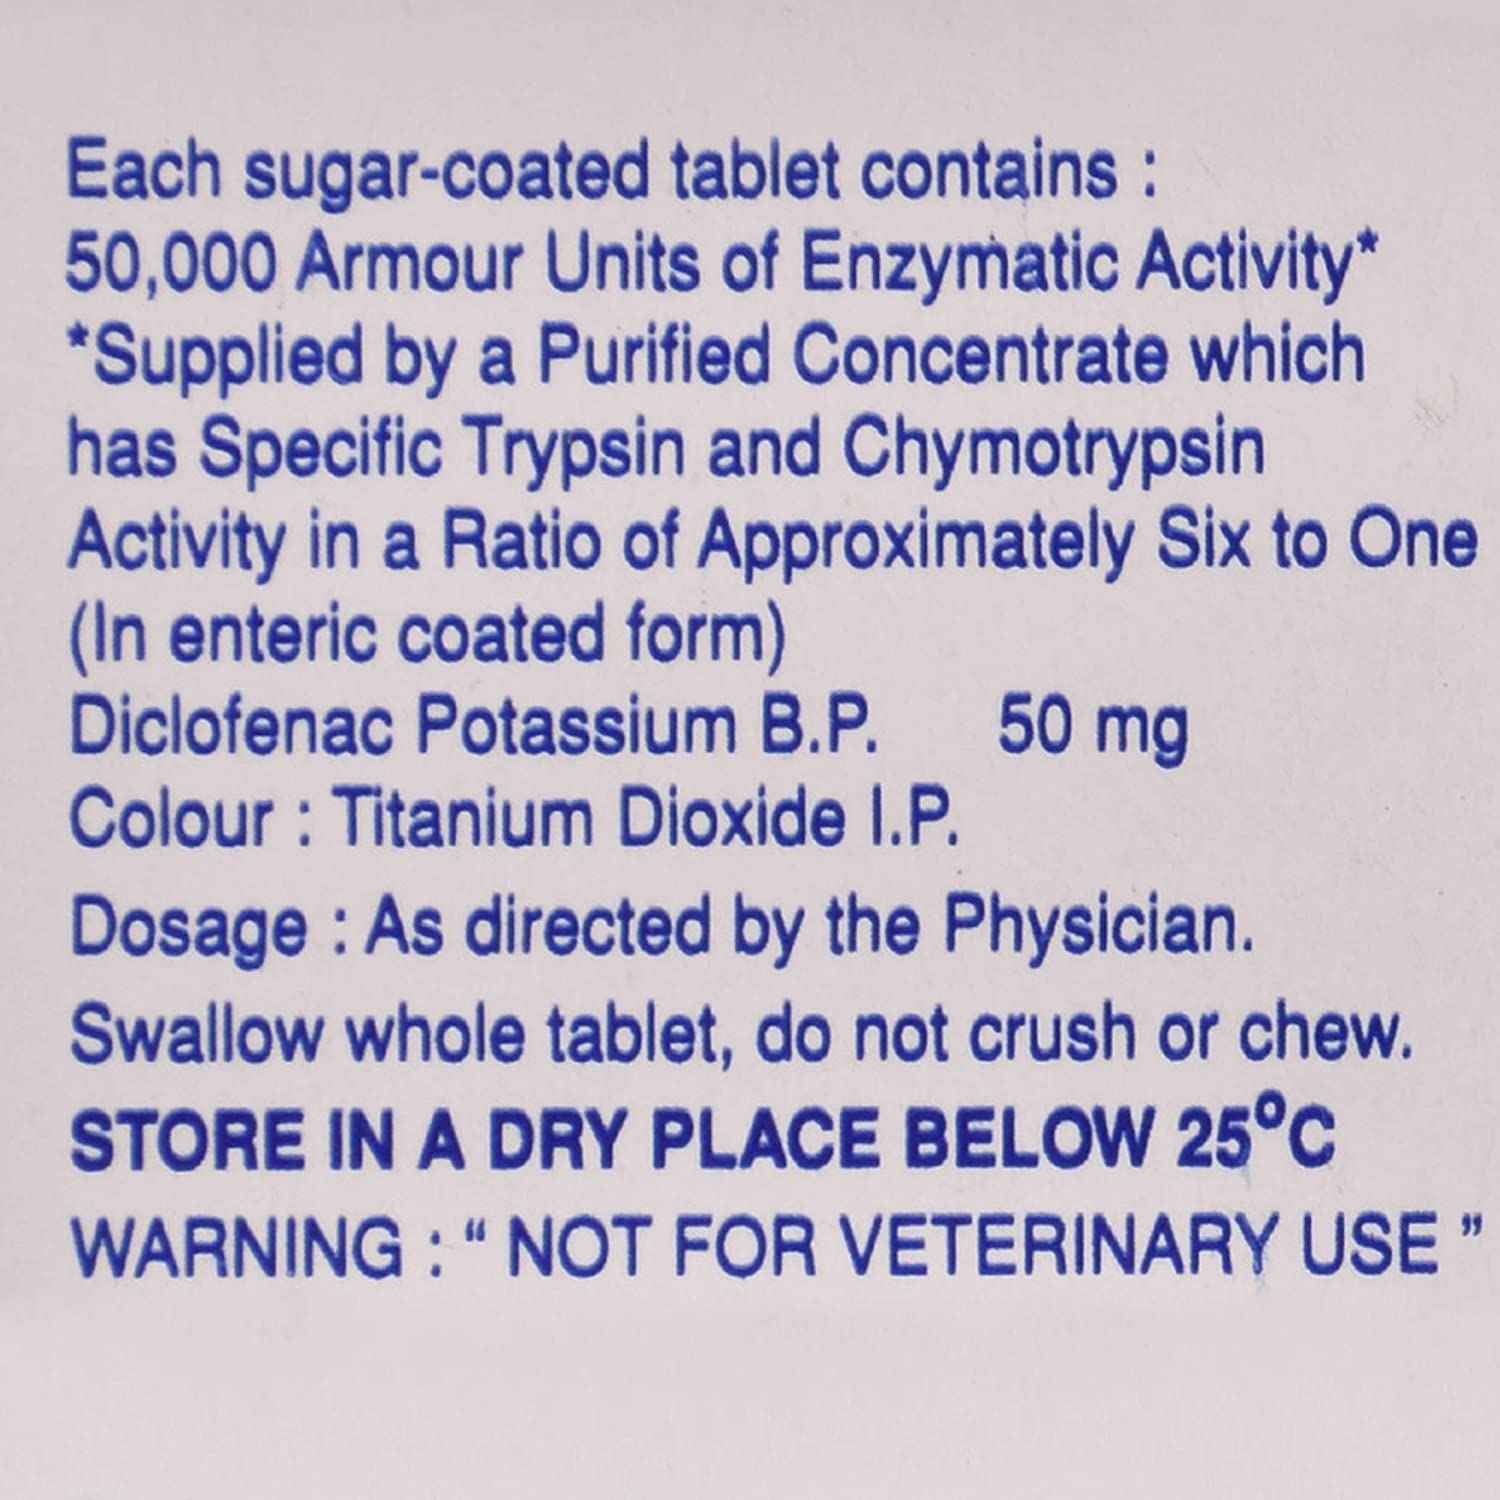 Each sugar-coated tablet contains :
50,000 Armour Units of Enzymatic Activity*
*Supplied by a Purified Concentrate which
has Specific Trypsin and Chymotrypsin
Activity in a Ratio of Approximately Six to One
(In enteric coated form)
Diclofenac Potassium B.P. 50 mg
Colour : Titanium Dioxide I.P.
Dosage : As directed by the Physician.
Swallow whole tablet, do not crush or chew.
STORE IN A DRY PLACE BELOW 25°C
WARNING : “ NOT FOR VETERINARY USE ”